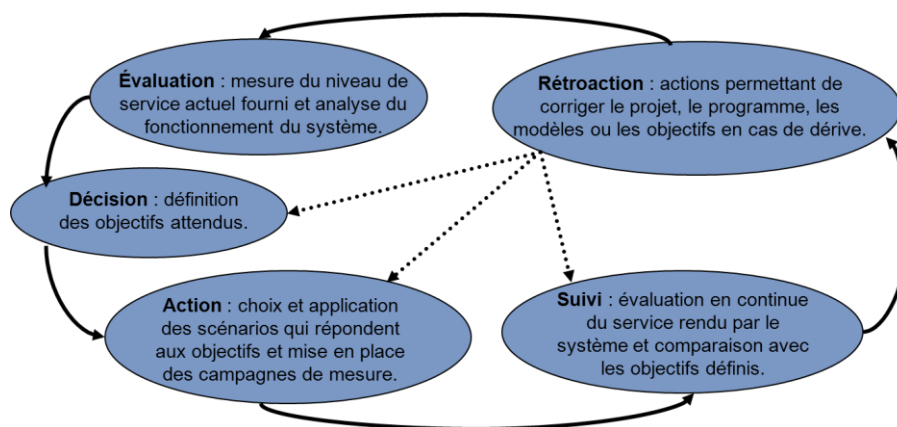 Évaluation : mesure du niveau de
service actuel fourni et analyse du
fonctionnement du système.
Rétroaction : actions permettant de
corriger le projet, le programme, les
modèles ou les objectifs en cas de dérive.
Décision : définition
des objectifs attendus.
Action : choix et application
des scénarios qui répondent
aux objectifs et mise en place
des campagnes de mesure.
Suivi : évaluation en continue
du service rendu par le
système et comparaison avec
les objectifs définis.